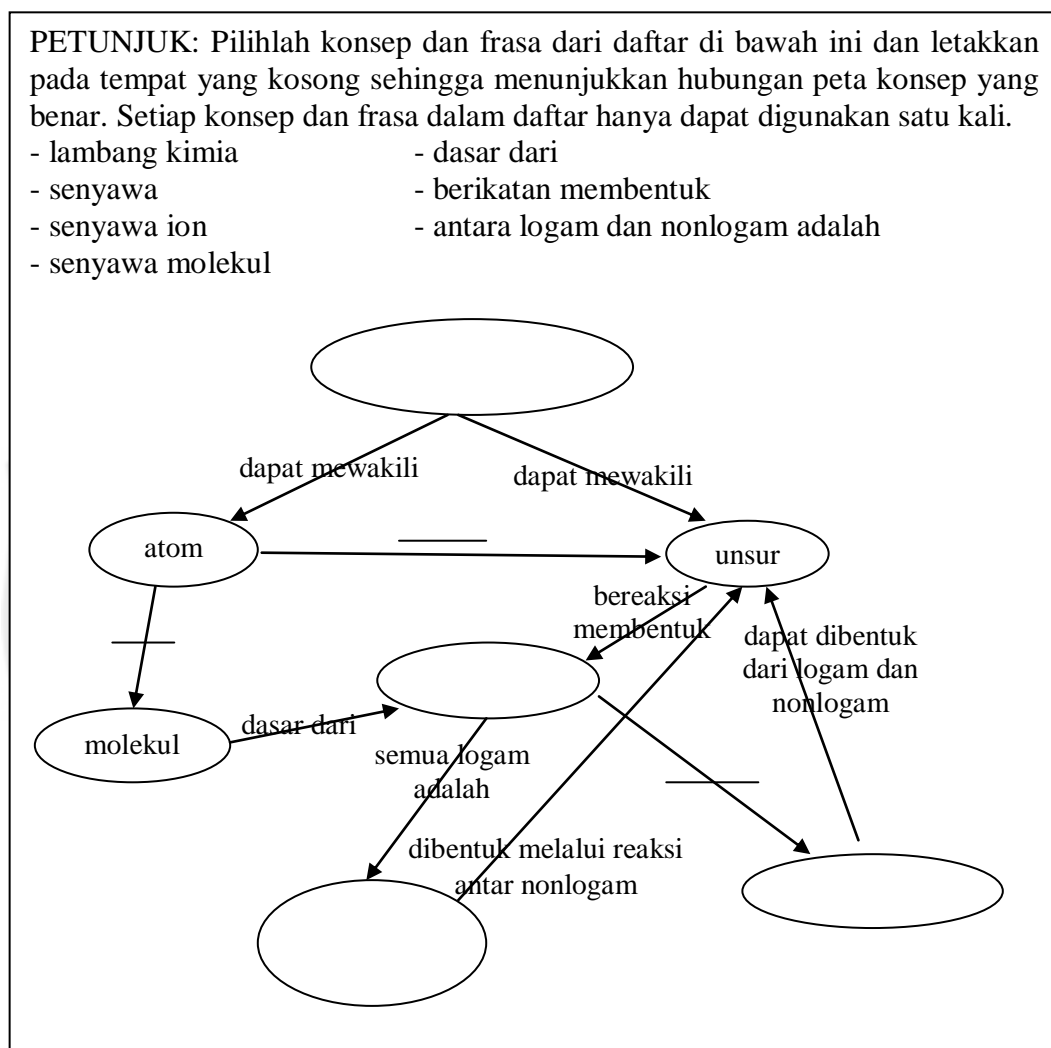 PETUNJUK: Pilihlah konsep dan frasa dari daftar di bawah ini dan letakkan
pada tempat yang kosong sehingga menunjukkan hubungan peta konsep yang
benar. Setiap konsep dan frasa dalam daftar hanya dapat digunakan satu kali.
- lambang kimia - dasar dari
- senyawa - berikatan membentuk
- senyawa ion - antara logam dan nonlogam adalah
- senyawa molekul
dapat mewakili
dapat mewakili
atom
unsur
bereaksi
membentuk
dapat dibentuk
dari logam dan
nonlogam
molekul
dasar dari
semua logam
adalah
dibentuk melalui reaksi
antar nonlogam